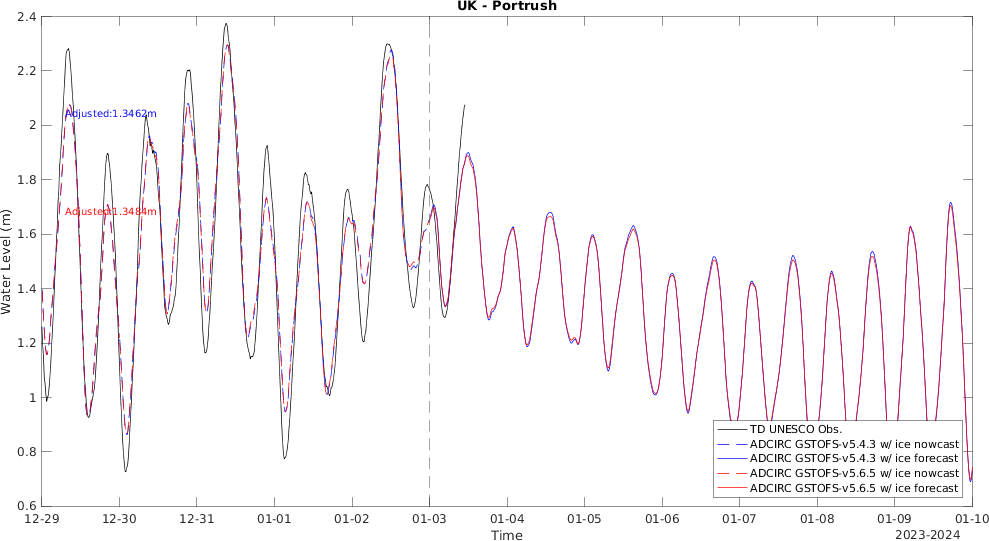 UK - Portrush
2.4
2.2
2
1.8
1.6
1.4
1.2
1
0.8
0.6
Water Level (m)
Adjusted:1.3462m
Adjusted:1.3484m
TD UNESCO Obs.
ADCIRC GSTOFS-v5.4.3 w/ ice nowcast
ADCIRC GSTOFS-v5.4.3 w/ ice forecast
ADCIRC GSTOFS-v5.6.5 w/ ice nowcast
ADCIRC GSTOFS-v5.6.5 w/ ice forecast
12-29 12-30 12-31 01-01 01-02 01-03 01-04 01-05 01-06 01-07 01-08 01-09 01-10
Time
2023-2024